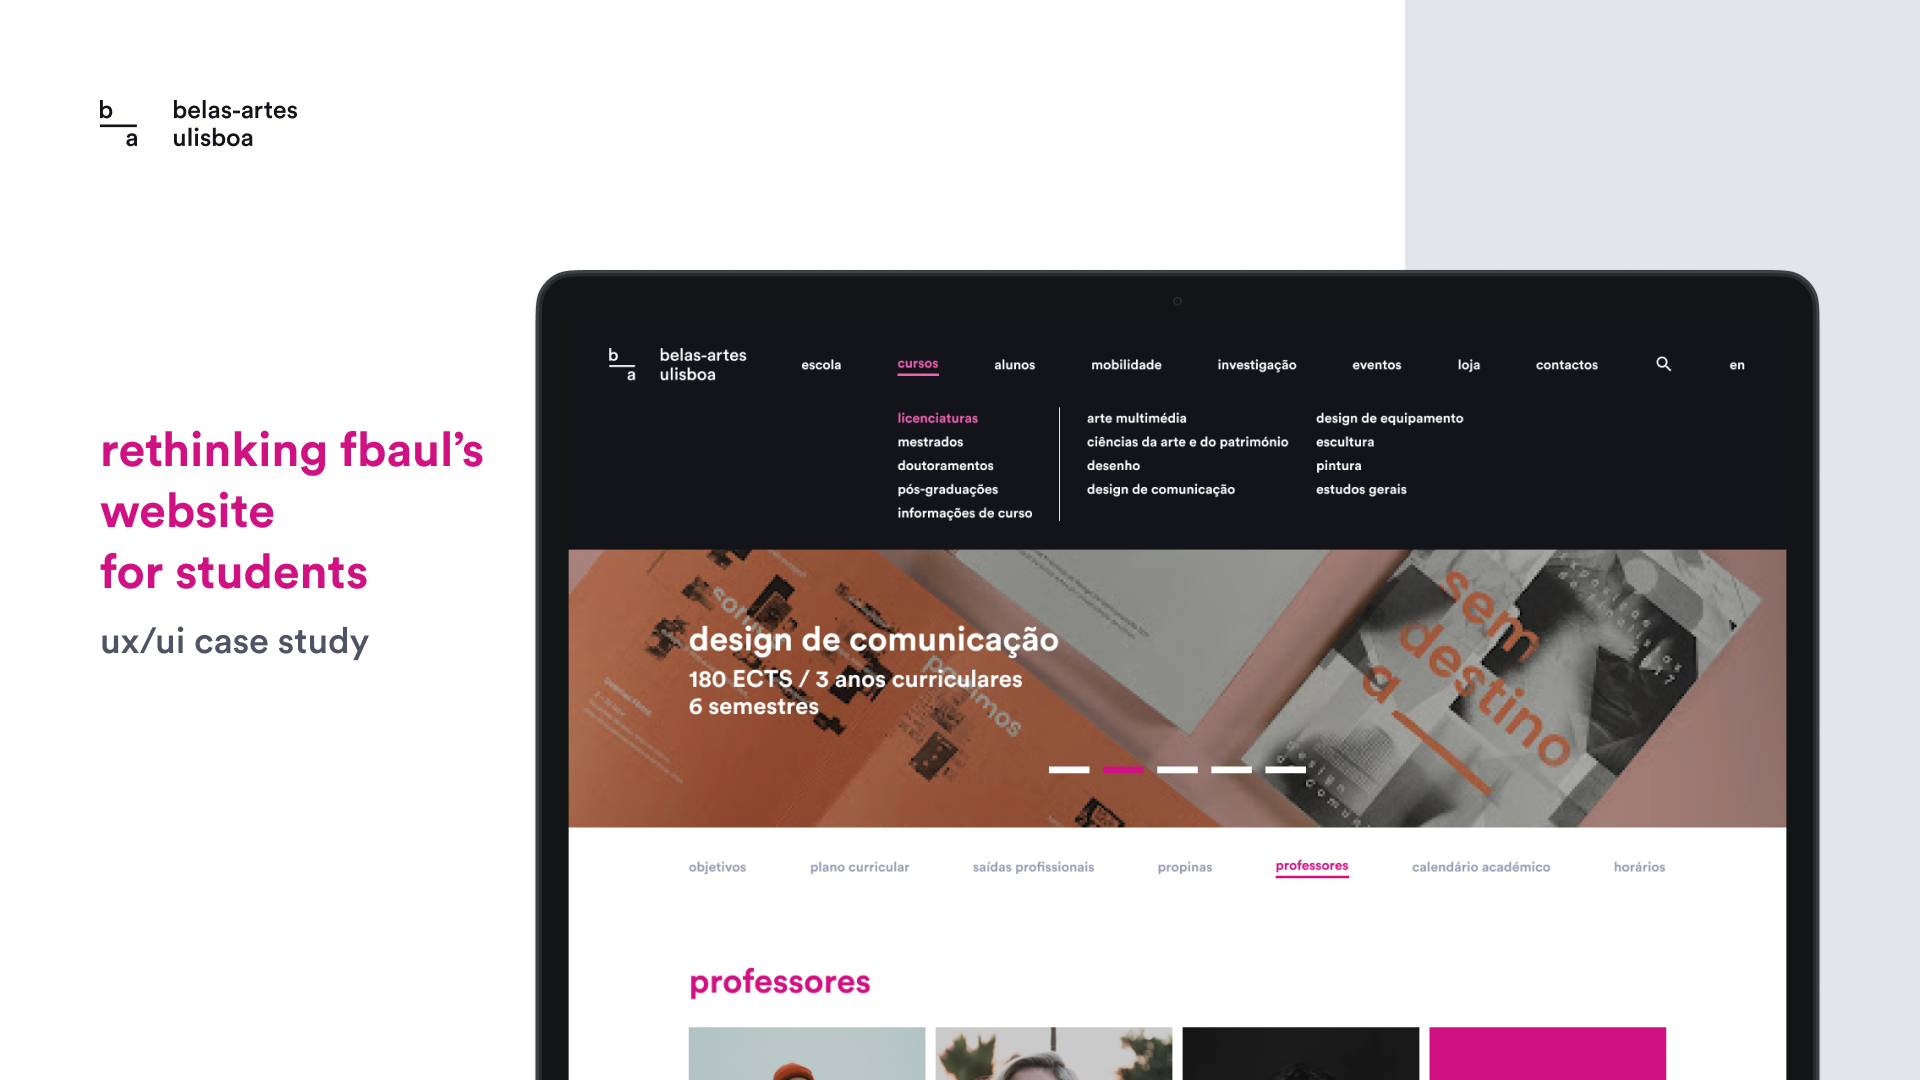 b
a
belas-artes
ulisboa
rethinking fbaul’s
website
for students
ux/ui case study
b
a
belas-artes
ulisboa
escola
cursos
alunos
mobilidade
investigação
eventos
loja
contactos
en
licenciaturas
mestrados
doutoramentos
pós-graduações
informações de curso
arte multimédia
ciências da arte e do património
desenho
design de comunicação
design de equipamento
escultura
pintura
estudos gerais
design de comunicação
180 ECTS / 3 anos curriculares
6 semestres
sem
destino
a
objetivos
plano curricular
saídas profissionais
propinas
professores
calendário académico
horários
professores